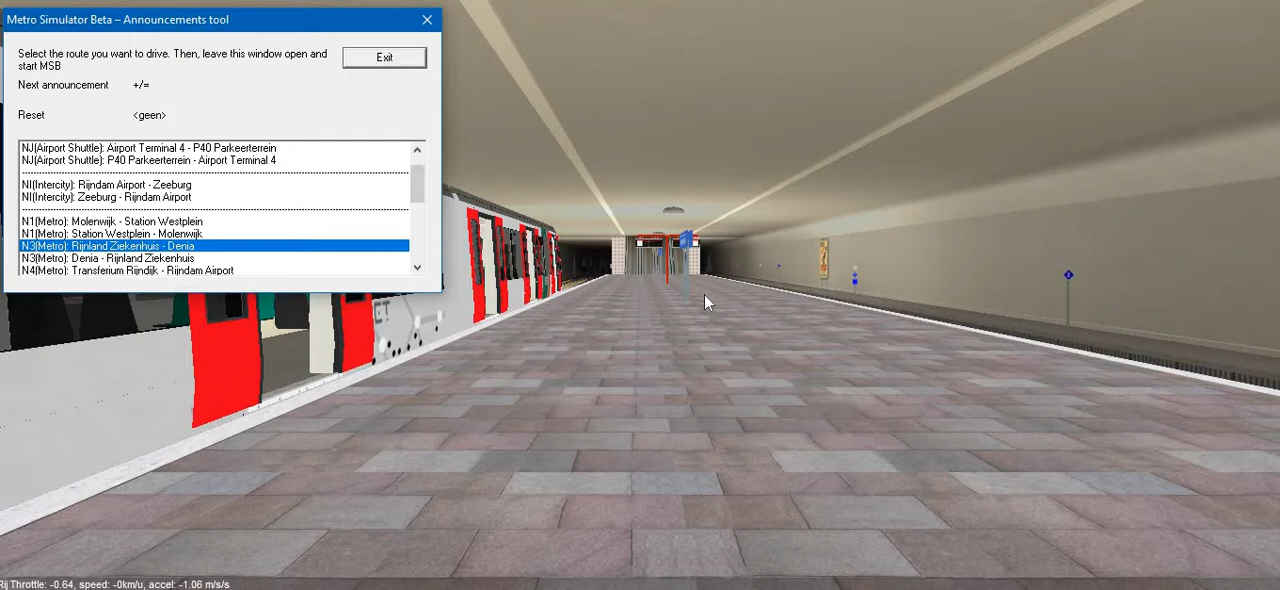 Metro Simulator Beta – Announcements tool
Select the route you want to drive. Then, leave this window open and
start MSB
Exit
Next announcement +/=
Reset <geen>
NJ(Airport Shuttle): Airport Terminal 4 - P40 Parkeerterrein
NJ(Airport Shuttle): P40 Parkeerterrein - Airport Terminal 4
NI(Intercity): Rijndam Airport - Zeeburg
NI(Intercity): Zeeburg - Rijndam Airport
N1(Metro): Molenwijk - Station Westplein
N1(Metro): Station Westplein - Molenwijk
N3(Metro): Rijnland Ziekenhuis - Denia
N3(Metro): Denia - Rijnland Ziekenhuis
N4(Metro): Transferium Rijndijk - Rijndam Airport
ET
Rij Throttle: -0.64, speed: -0km/u, accel: -1.06 m/s/s